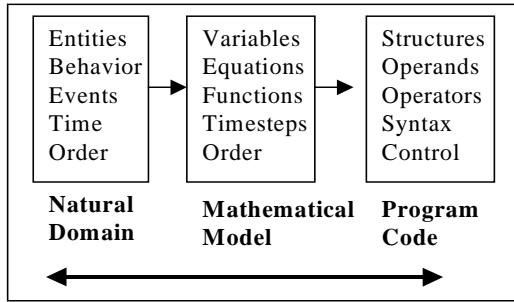 Entities
Behavior
Events
Time
Order
Natural
Domain
Variables
Equations
Functions
Timesteps
Order
Mathematical
Model
Structures
Operands
Operators
Syntax
Control
Program
Code